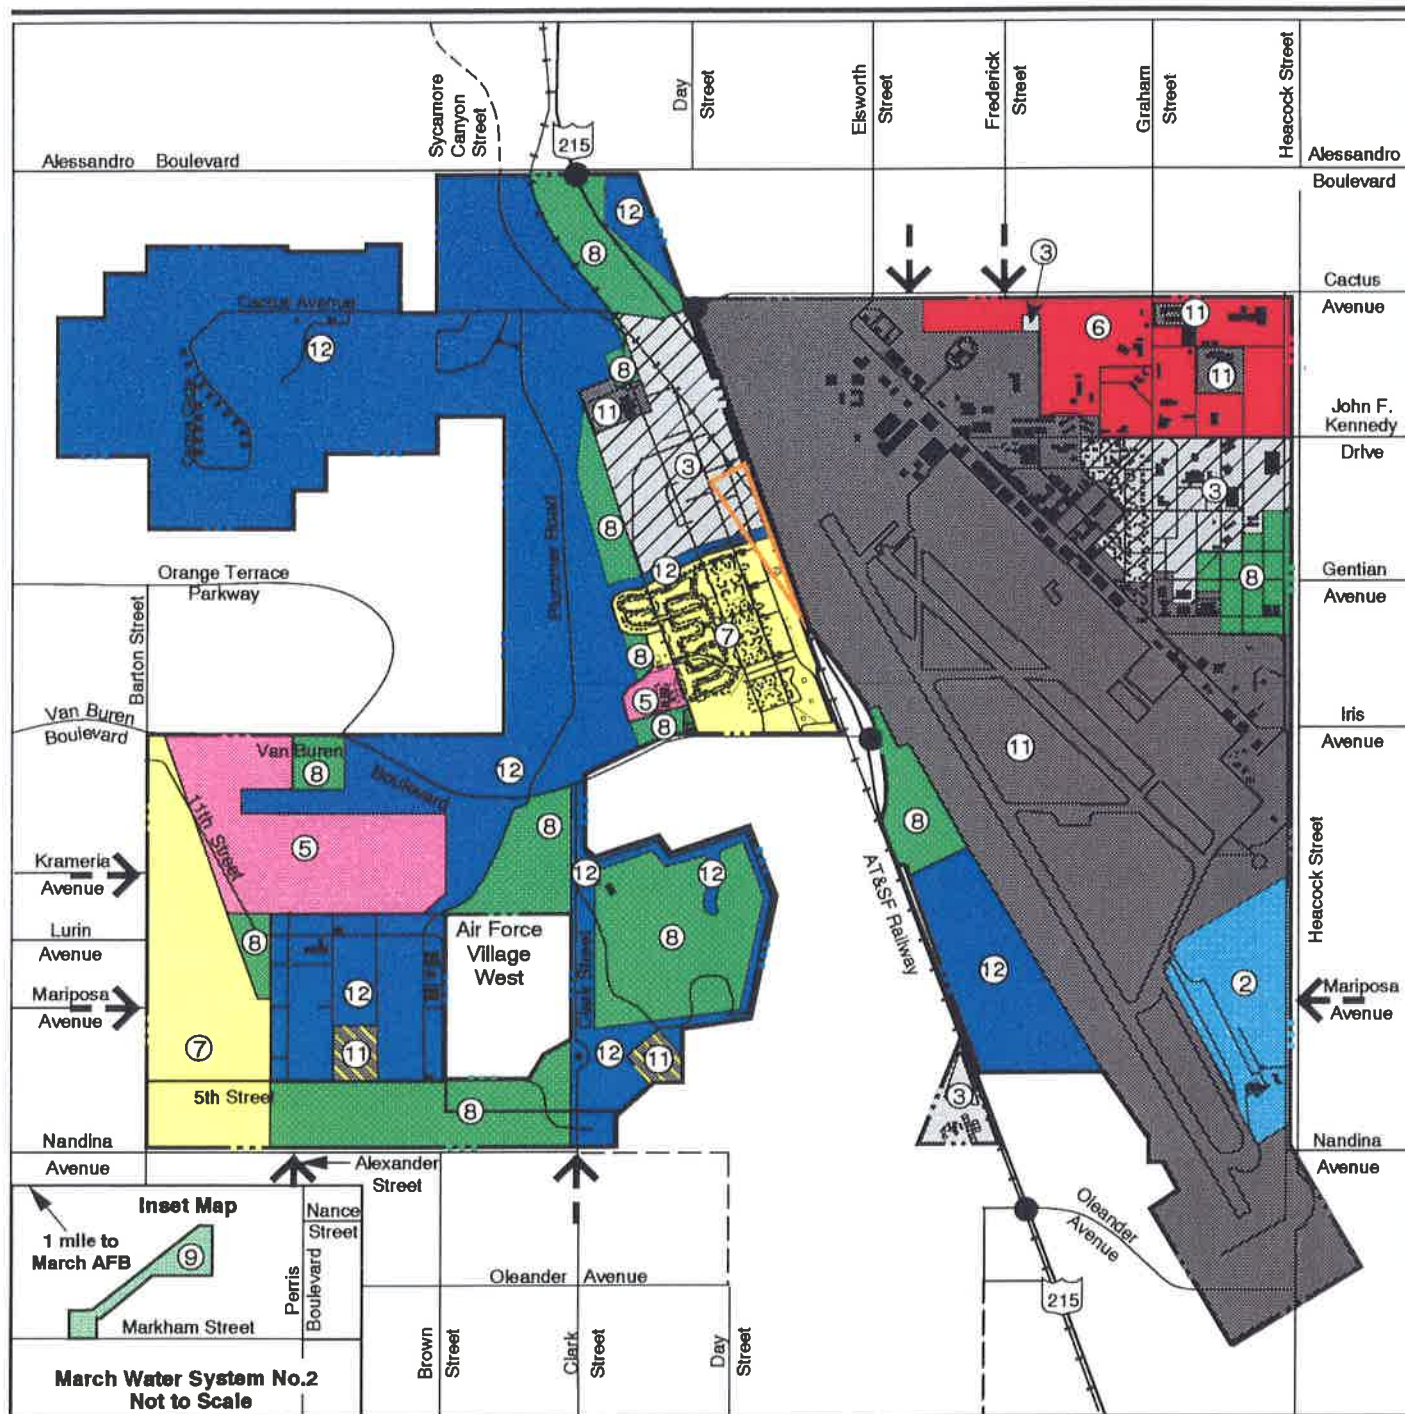 Sycamore
Canyon
Street
215
Day
Street
Elsworth
Street
Frederick
Street
Graham
Street
Heacock Street
Alessandro Boulevard
Alessandro
Boulevard
12
8
3
Cactus
Avenue
Cactus Avenue
6
11
12
8
11
11
John F.
Kennedy
Drive
3
3
Plummer Road
8
12
Orange Terrace
Parkway
Gentian
Avenue
8
Barton Street
7
8
5
8
Van Buren
Boulevard
Iris
Avenue
Van Buren
Boulevard
8
12
11
11th Street
8
8
5
Krameria
Avenue
12
12
AT&SF Railway
Heacock Street
Lurin
Avenue
8
Air Force
Village
West
8
Clark Street
12
2
Mariposa
Avenue
12
Mariposa
Avenue
7
11
12
11
5th Street
8
3
Nandina
Avenue
Nandina
Avenue
Alexander
Street
Inset Map
Nance
Street
1 mile to
March AFB
9
Perris
Boulevard
Markham Street
Oleander Avenue
Oleander
Avenue
215
Brown
Street
Clark
Street
Day
Street
March Water System No.2
Not to Scale